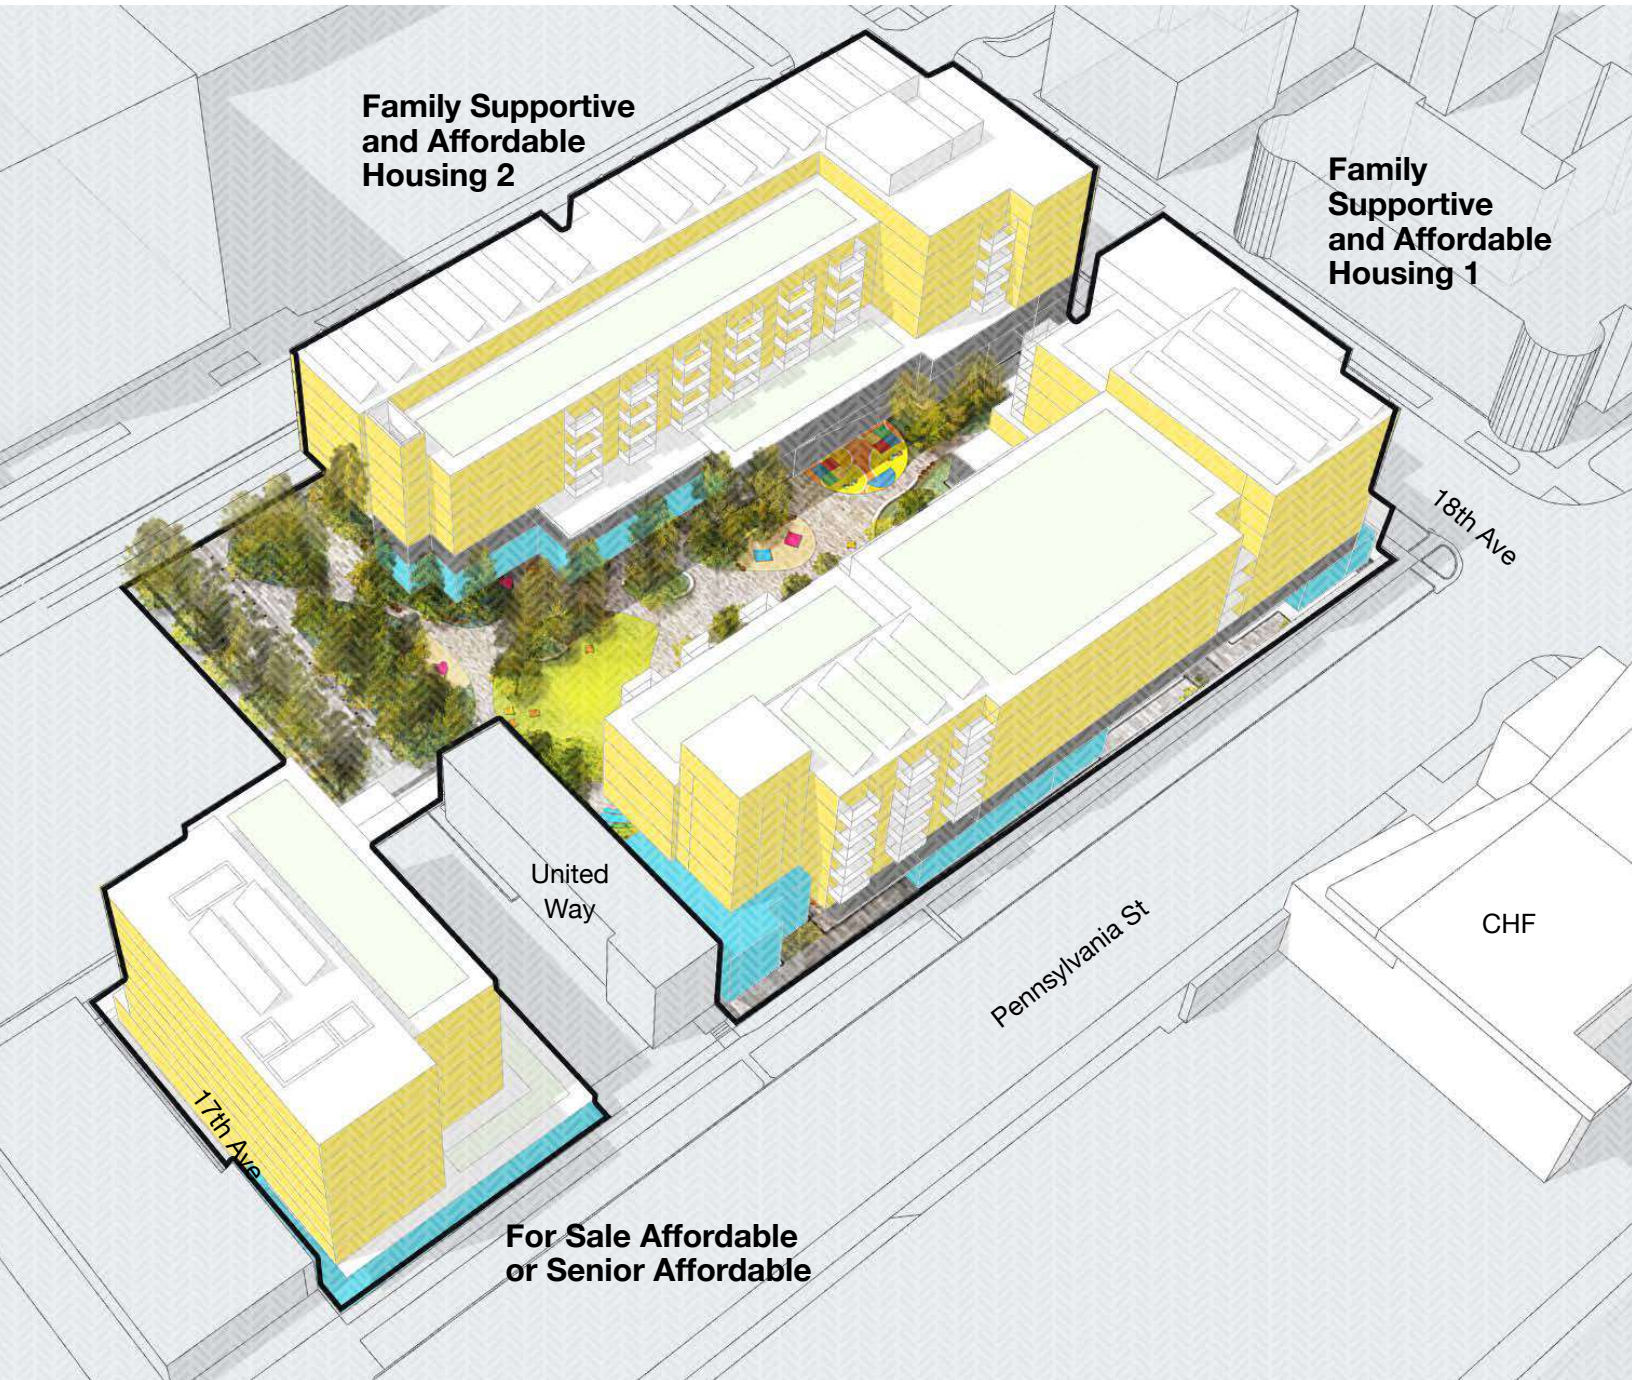 Family Supportive
and Affordable
Housing 2
Family
Supportive
and Affordable
Housing 1
18th Ave
United
Way
CHF
Pennsylvania St
17th Ave
For Sale Affordable
or Senior Affordable